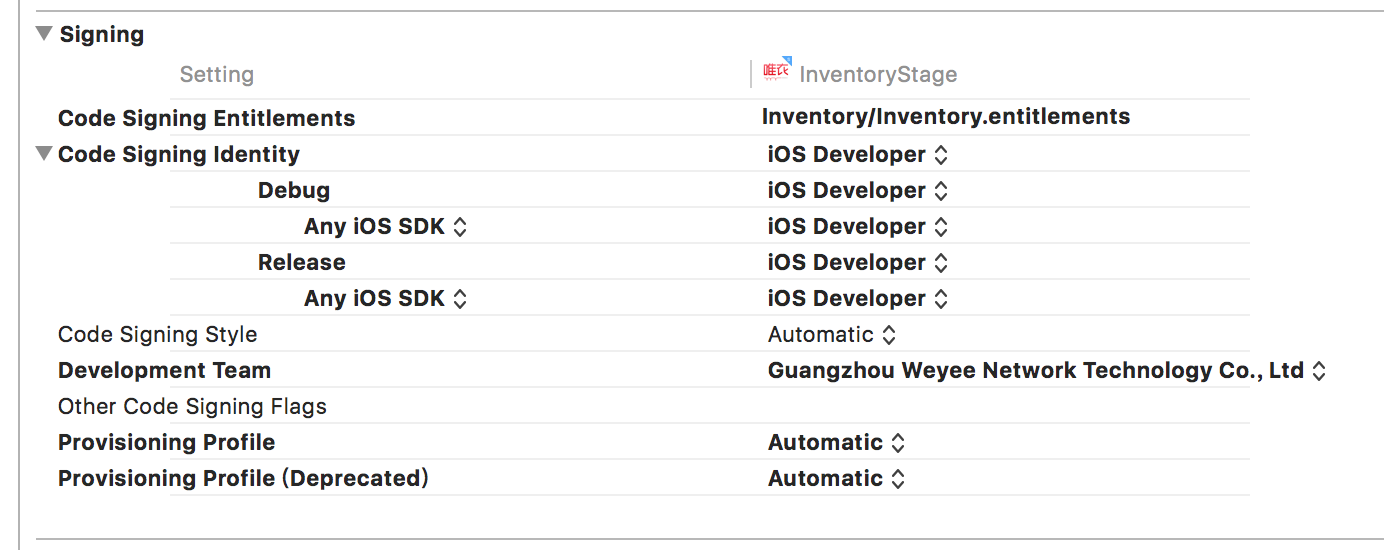 Signing
Setting
唯衣 InventoryStage
Code Signing Entitlements
Inventory/Inventory.entitlements
Code Signing Identity
iOS Developer
Debug
iOS Developer
Any iOS SDK
iOS Developer
Release
iOS Developer
Any iOS SDK
iOS Developer
Code Signing Style
Automatic
Development Team
Guangzhou Weyee Network Technology Co., Ltd
Other Code Signing Flags
Provisioning Profile
Automatic
Provisioning Profile (Deprecated)
Automatic